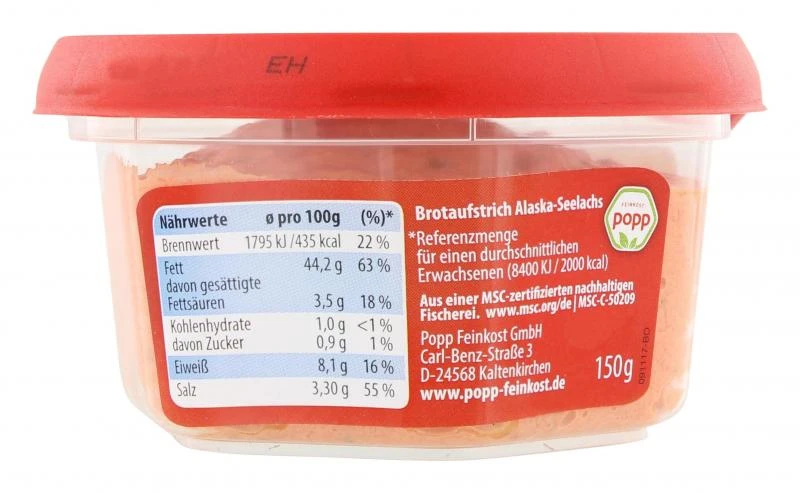 EH
Nährwerte ø pro 100g (%)*
Brennwert 1795 kJ /435 kcal 22 %
Fett 44,2 g 63 %
davon gesättigte
Fettsäuren 3,5 g 18 %
Kohlenhydrate 1,0 g <1 %
davon Zucker 0,9 g 1 %
Eiweiß 8,1 g 16 %
Salz 3,30 g 55 %
Brotaufstrich Alaska-Seelachs
*Referenzmenge
für einen durchschnittlichen
Erwachsenen (8400 KJ / 2000 kcal)
Aus einer MSC-zertifizierten nachhaltigen
Fischerei. www.msc.org/de | MSC-C-50209
Popp Feinkost GmbH
Carl-Benz-Straße 3
D-24568 Kaltenkirchen
www.popp-feinkost.de
150g
FEINKOST
popp
091117-BO